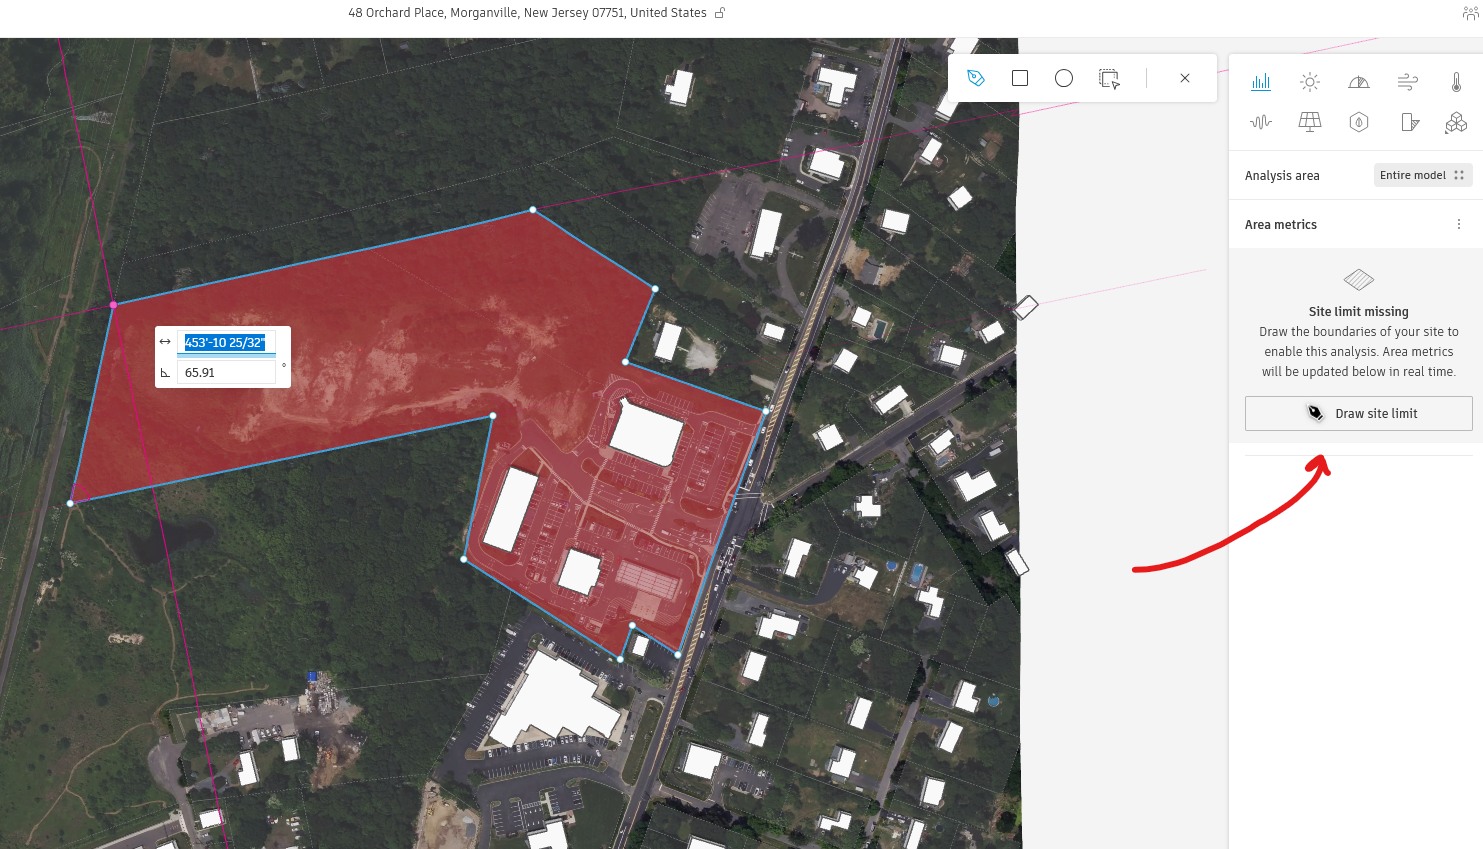 48 Orchard Place, Morganville, New Jersey 07751, United States
Analysis area
Entire model
Area metrics
Site limit missing
Draw the boundaries of your site to
enable this analysis. Area metrics
will be updated below in real time.
Draw site limit
453'-10 25/32"
65.91
°